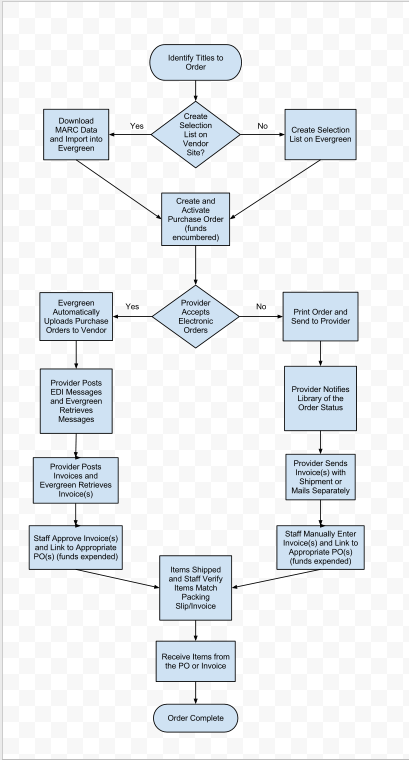 Identify Titles to
Order
Download
MARC Data
and Import into
Evergreen
Yes
Create
Selection
List on
Vendor
Site?
No
Create Selection
List on Evergreen
Create and
Activate
Purchase Order
(funds
encumbered)
Evergreen
Automatically
Uploads Purchase
Orders to Vendor
Yes
Provider
Accepts
Electronic
Orders
No
Print Order and
Send to Provider
Provider Posts
EDI Messages
and Evergreen
Retrieves
Messages
Provider Notifies
Library of the
Order Status
Provider Posts
Invoices and
Evergreen Retrieves
Invoice(s)
Provider Sends
Invoice(s) with
Shipment or
Mails Separately
Staff Approve Invoice(s)
and Link to Appropriate
PO(s) (funds expended)
Staff Manually Enter
Invoice(s) and Link to
Appropriate PO(s)
(funds expended)
Items Shipped
and Staff Verify
Items Match
Packing
Slip/Invoice
Receive Items from
the PO or Invoice
Order Complete